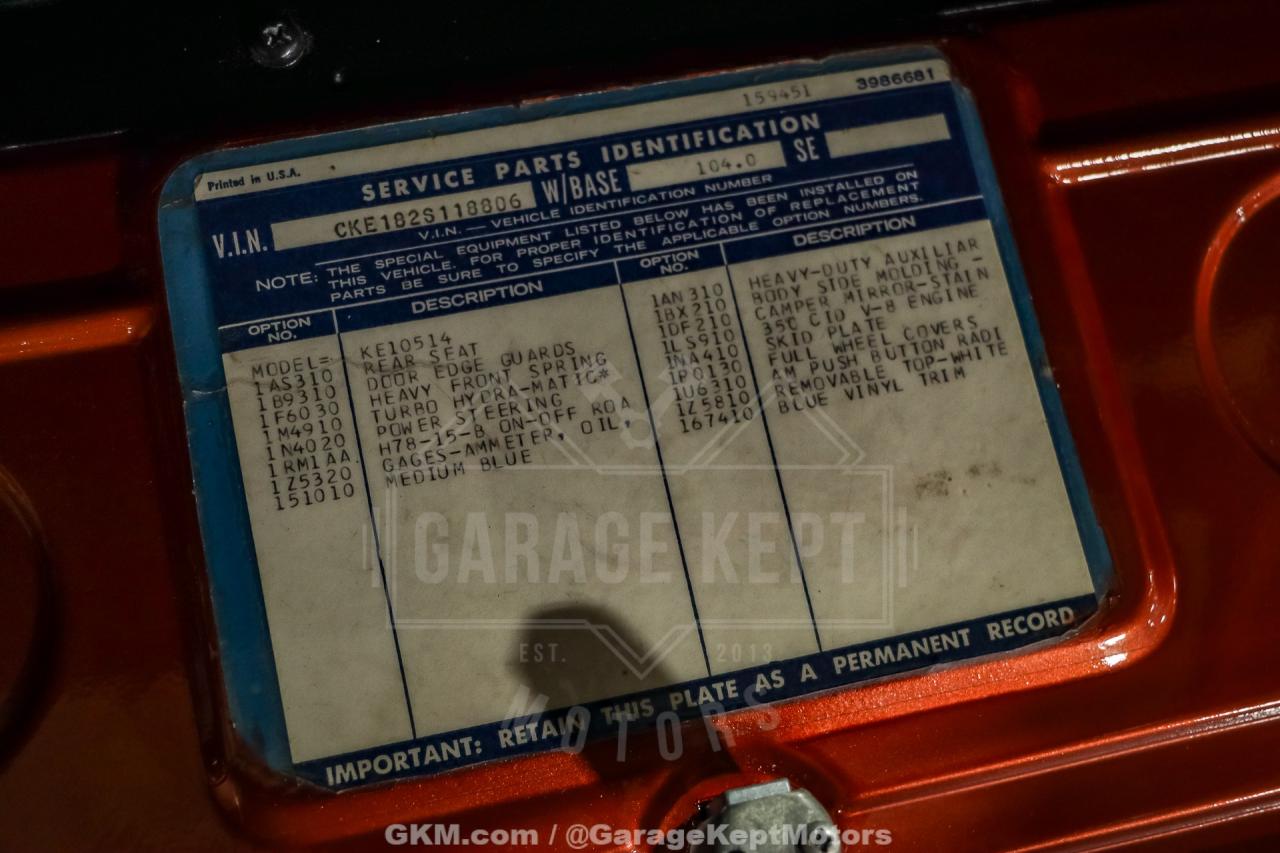 159451 3986681
Printed in U.S.A.
SERVICE PARTS IDENTIFICATION
V.I.N. CKE182S118806 W/BASE 104.0 SE
V.I.N. — VEHICLE IDENTIFICATION NUMBER
NOTE: THE SPECIAL EQUIPMENT LISTED BELOW HAS BEEN INSTALLED ON
THIS VEHICLE. FOR PROPER IDENTIFICATION OF REPLACEMENT
PARTS BE SURE TO SPECIFY THE APPLICABLE OPTION NUMBERS.
OPTION NO. DESCRIPTION
MODEL= KE10514
1AS310 REAR SEAT
1B9310 DOOR EDGE GUARDS
1F6030 HEAVY FRONT SPRING
1M4910 TURBO HYDRA-MATIC*
1N4020 POWER STEERING
1RM1AA H78-15-B ON-OFF ROA
1Z5320 GAGES-AMMETER, OIL,
151010 MEDIUM BLUE
OPTION NO. DESCRIPTION
1AN310 HEAVY-DUTY AUXILIAR
1BX210 BODY SIDE MOLDING -
1DF210 CAMPER MIRROR-STAIN
1LS910 350 CID V-8 ENGINE
1NA410 SKID PLATE
1P0130 FULL WHEEL COVERS
1U6310 AM PUSH BUTTON RADI
1Z5810 REMOVABLE TOP-WHITE
167410 BLUE VINYL TRIM
IMPORTANT: RETAIN THIS PLATE AS A PERMANENT RECORD
GARAGE KEPT
EST. 2013
MOTORS
GKM.com / @GarageKeptMotors